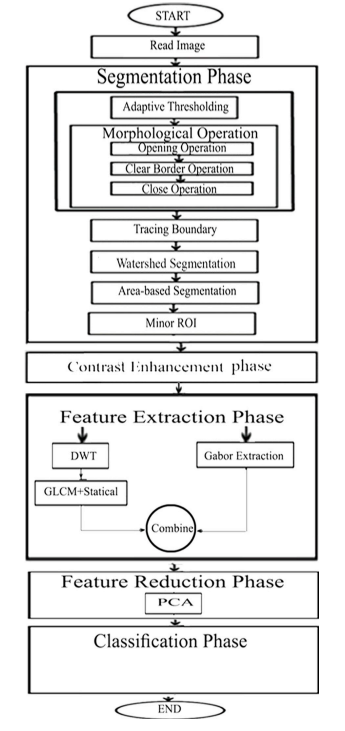 START
Read Image
Segmentation Phase
Adaptive Thresholding
Morphological Operation
Opening Operation
Clear Border Operation
Close Operation
Tracing Boundary
Watershed Segmentation
Area-based Segmentation
Minor ROI
Contrast Enhancement phase
Feature Extraction Phase
DWT
Gabor Extraction
GLCM+Statical
Combine
Feature Reduction Phase
PCA
Classification Phase
END